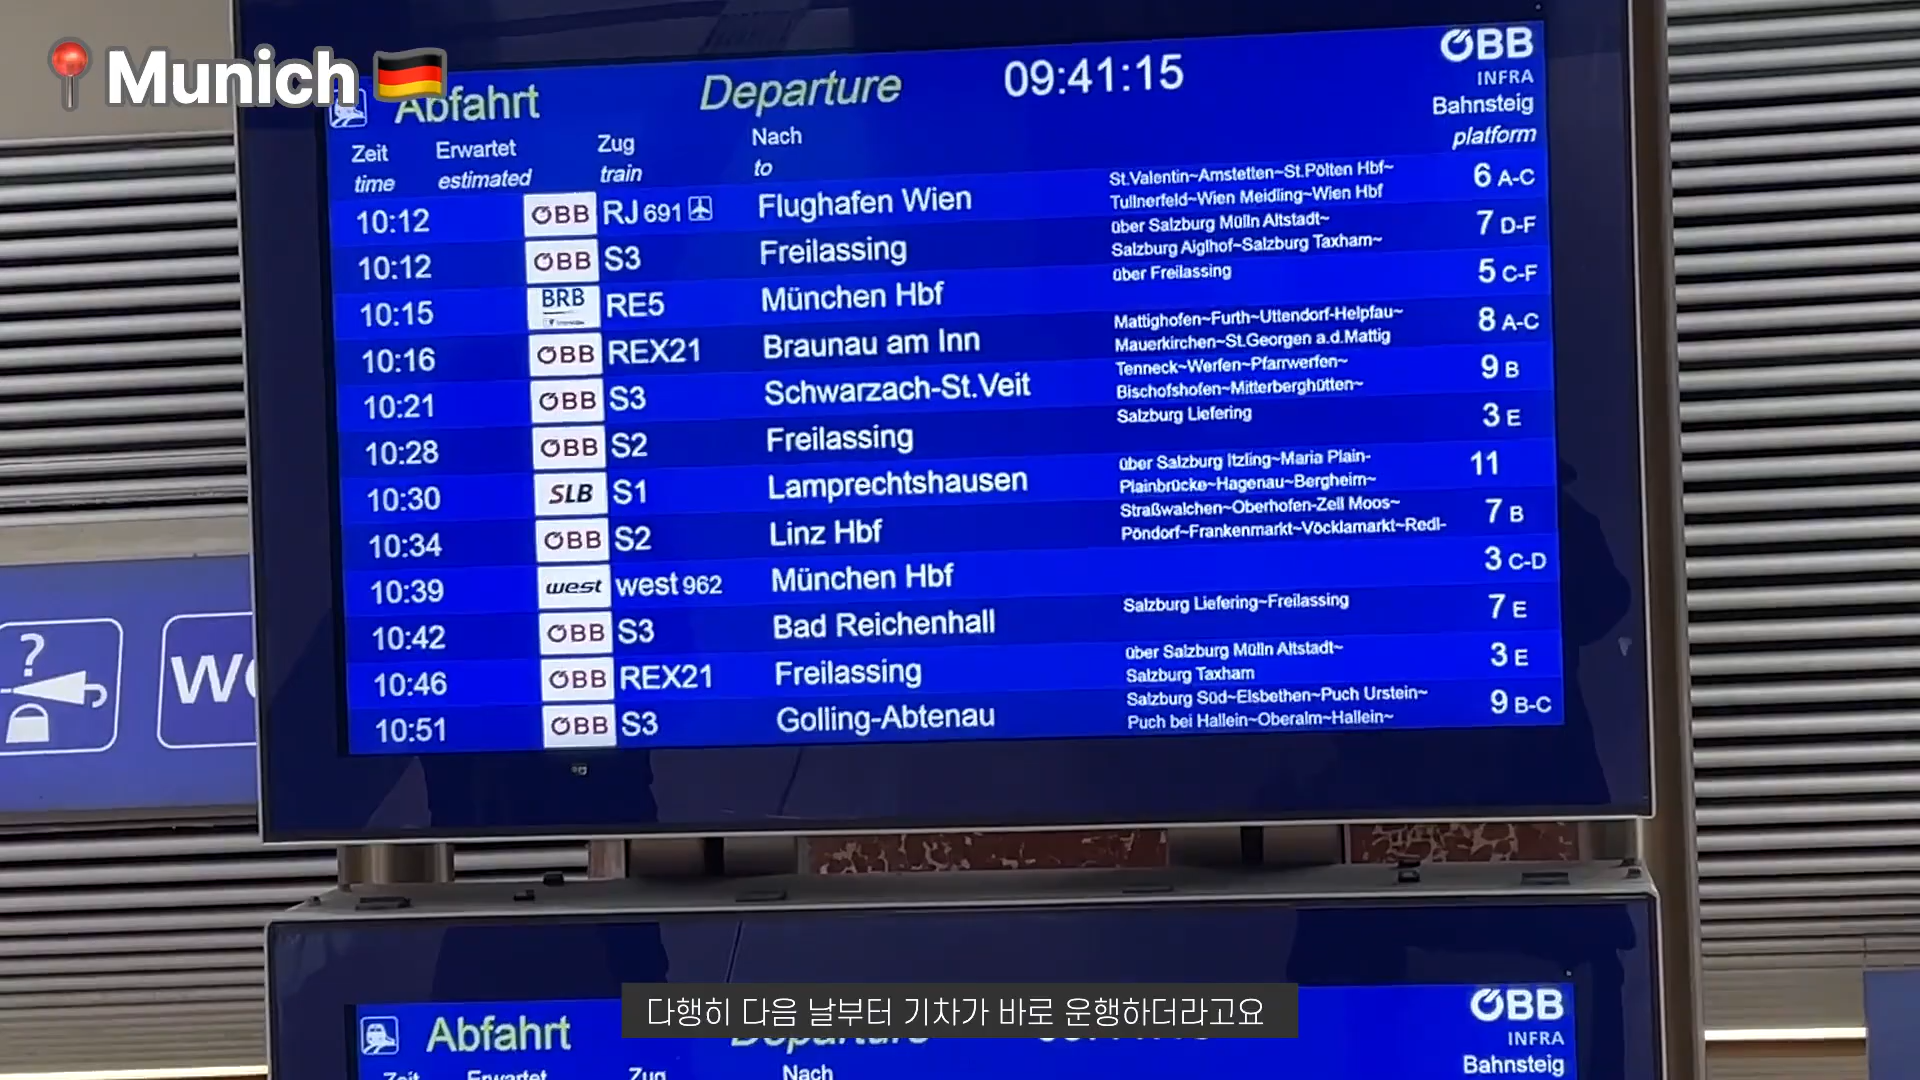 Munich
Abfahrt Departure 09:41:15 ÖBB
INFRA
Bahnsteig
platform
Zeit Erwartet Zug Nach
time estimated train to
10:12 ÖBB RJ 691 Flughafen Wien St.Valentin~Amstetten~St.Pölten Hbf~ 6 A-C
Tullnerfeld~Wien Meidling~Wien Hbf
10:12 ÖBB S3 Freilassing über Salzburg Mülln Altstadt~ 7 D-F
Salzburg Aiglhof~Salzburg Taxham~
10:15 BRB RE5 München Hbf über Freilassing 5 C-F
10:16 ÖBB REX21 Braunau am Inn Mattighofen~Furth~Uttendorf-Helpfau~ 8 A-C
Mauerkirchen~St.Georgen a.d.Mattig
10:21 ÖBB S3 Schwarzach-St.Veit Tenneck~Werfen~Pfarrwerfen~ 9 B
Bischofshofen~Mitterberghütten~
10:28 ÖBB S2 Freilassing Salzburg Liefering 3 E
10:30 SLB S1 Lamprechtshausen über Salzburg Itzling~Maria Plain- 11
Plainbrücke~Hagenau~Bergheim~
10:34 ÖBB S2 Linz Hbf Straßwalchen~Oberhofen-Zell Moos~ 7 B
Pöndorf~Frankenmarkt~Vöcklamarkt~Redl-
10:39 west west 962 München Hbf 3 C-D
10:42 ÖBB S3 Bad Reichenhall Salzburg Liefering~Freilassing 7 E
10:46 ÖBB REX21 Freilassing über Salzburg Mülln Altstadt~ 3 E
Salzburg Taxham
10:51 ÖBB S3 Golling-Abtenau Salzburg Süd~Elsbethen~Puch Urstein~ 9 B-C
Puch bei Hallein~Oberalm~Hallein~
?
다행히 다음 날부터 기차가 바로 운행하더라고요
Abfahrt Departure ÖBB
INFRA
Bahnsteig
Zeit Erwartet Zug Nach